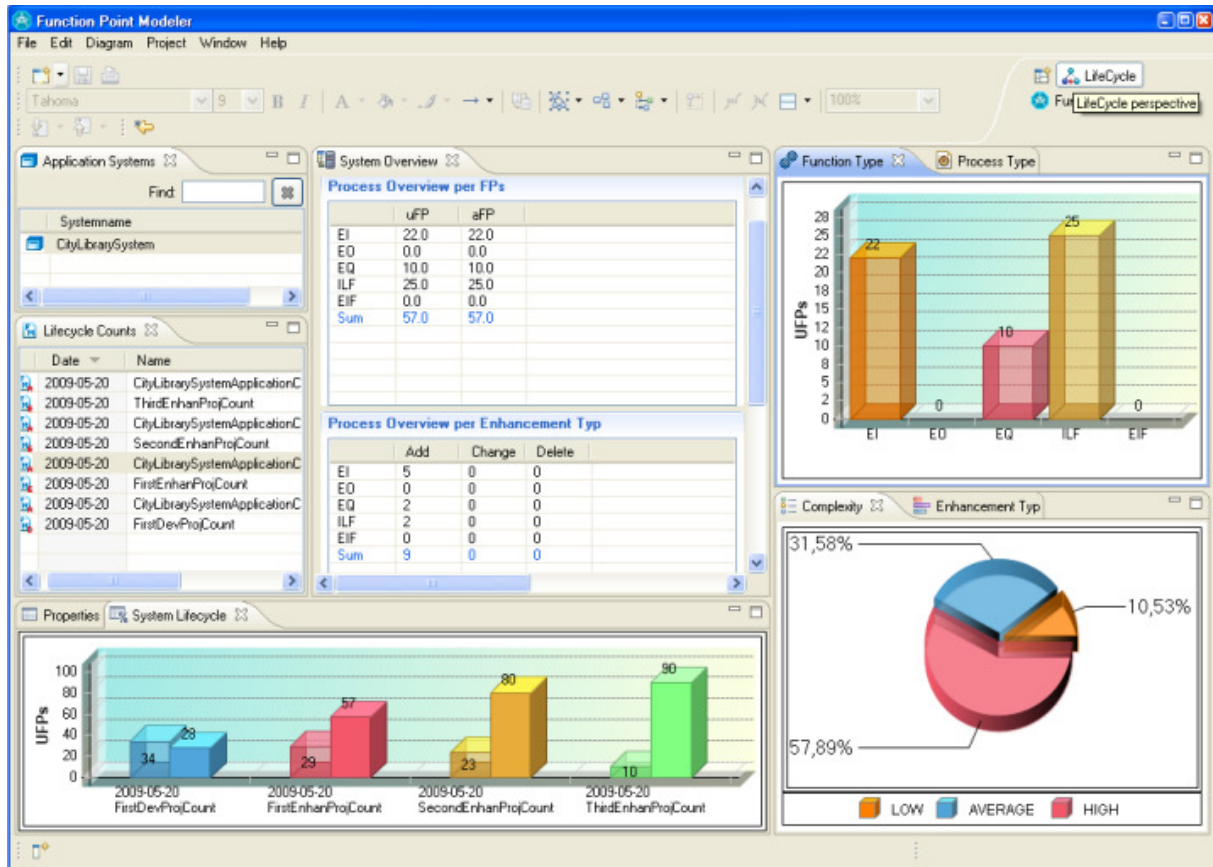 Function Point Modeler
File Edit Diagram Project Window Help
LifeCycle
Tahoma 9 B I A 100%
Fu LifeCycle perspective
Application Systems
Find:
Systemname
CityLibrarySystem
Lifecycle Counts
Date Name
2009-05-20 CityLibrarySystemApplicationC
2009-05-20 ThirdEnhanProjCount
2009-05-20 CityLibrarySystemApplicationC
2009-05-20 SecondEnhanProjCount
2009-05-20 CityLibrarySystemApplicationC
2009-05-20 FirstEnhanProjCount
2009-05-20 CityLibrarySystemApplicationC
2009-05-20 FirstDevProjCount
System Overview
Process Overview per FPs
uFP aFP
EI 22.0 22.0
EO 0.0 0.0
EQ 10.0 10.0
ILF 25.0 25.0
EIF 0.0 0.0
Sum 57.0 57.0
Process Overview per Enhancement Typ
Add Change Delete
EI 5 0 0
EO 0 0 0
EQ 2 0 0
ILF 2 0 0
EIF 0 0 0
Sum 9 0 0
Function Type Process Type
UFPs
28
25
22
20
18
15
12
10
8
5
2
0
22 0 10 25 0
EI EO EQ ILF EIF
Complexity Enhancement Typ
31,58%
10,53%
57,89%
LOW AVERAGE HIGH
Properties System Lifecycle
UFPs
100
80
60
40
20
0
34 28 29 57 23 80 10 90
2009-05-20 2009-05-20 2009-05-20 2009-05-20
FirstDevProjCount FirstEnhanProjCount SecondEnhanProjCount ThirdEnhanProjCount